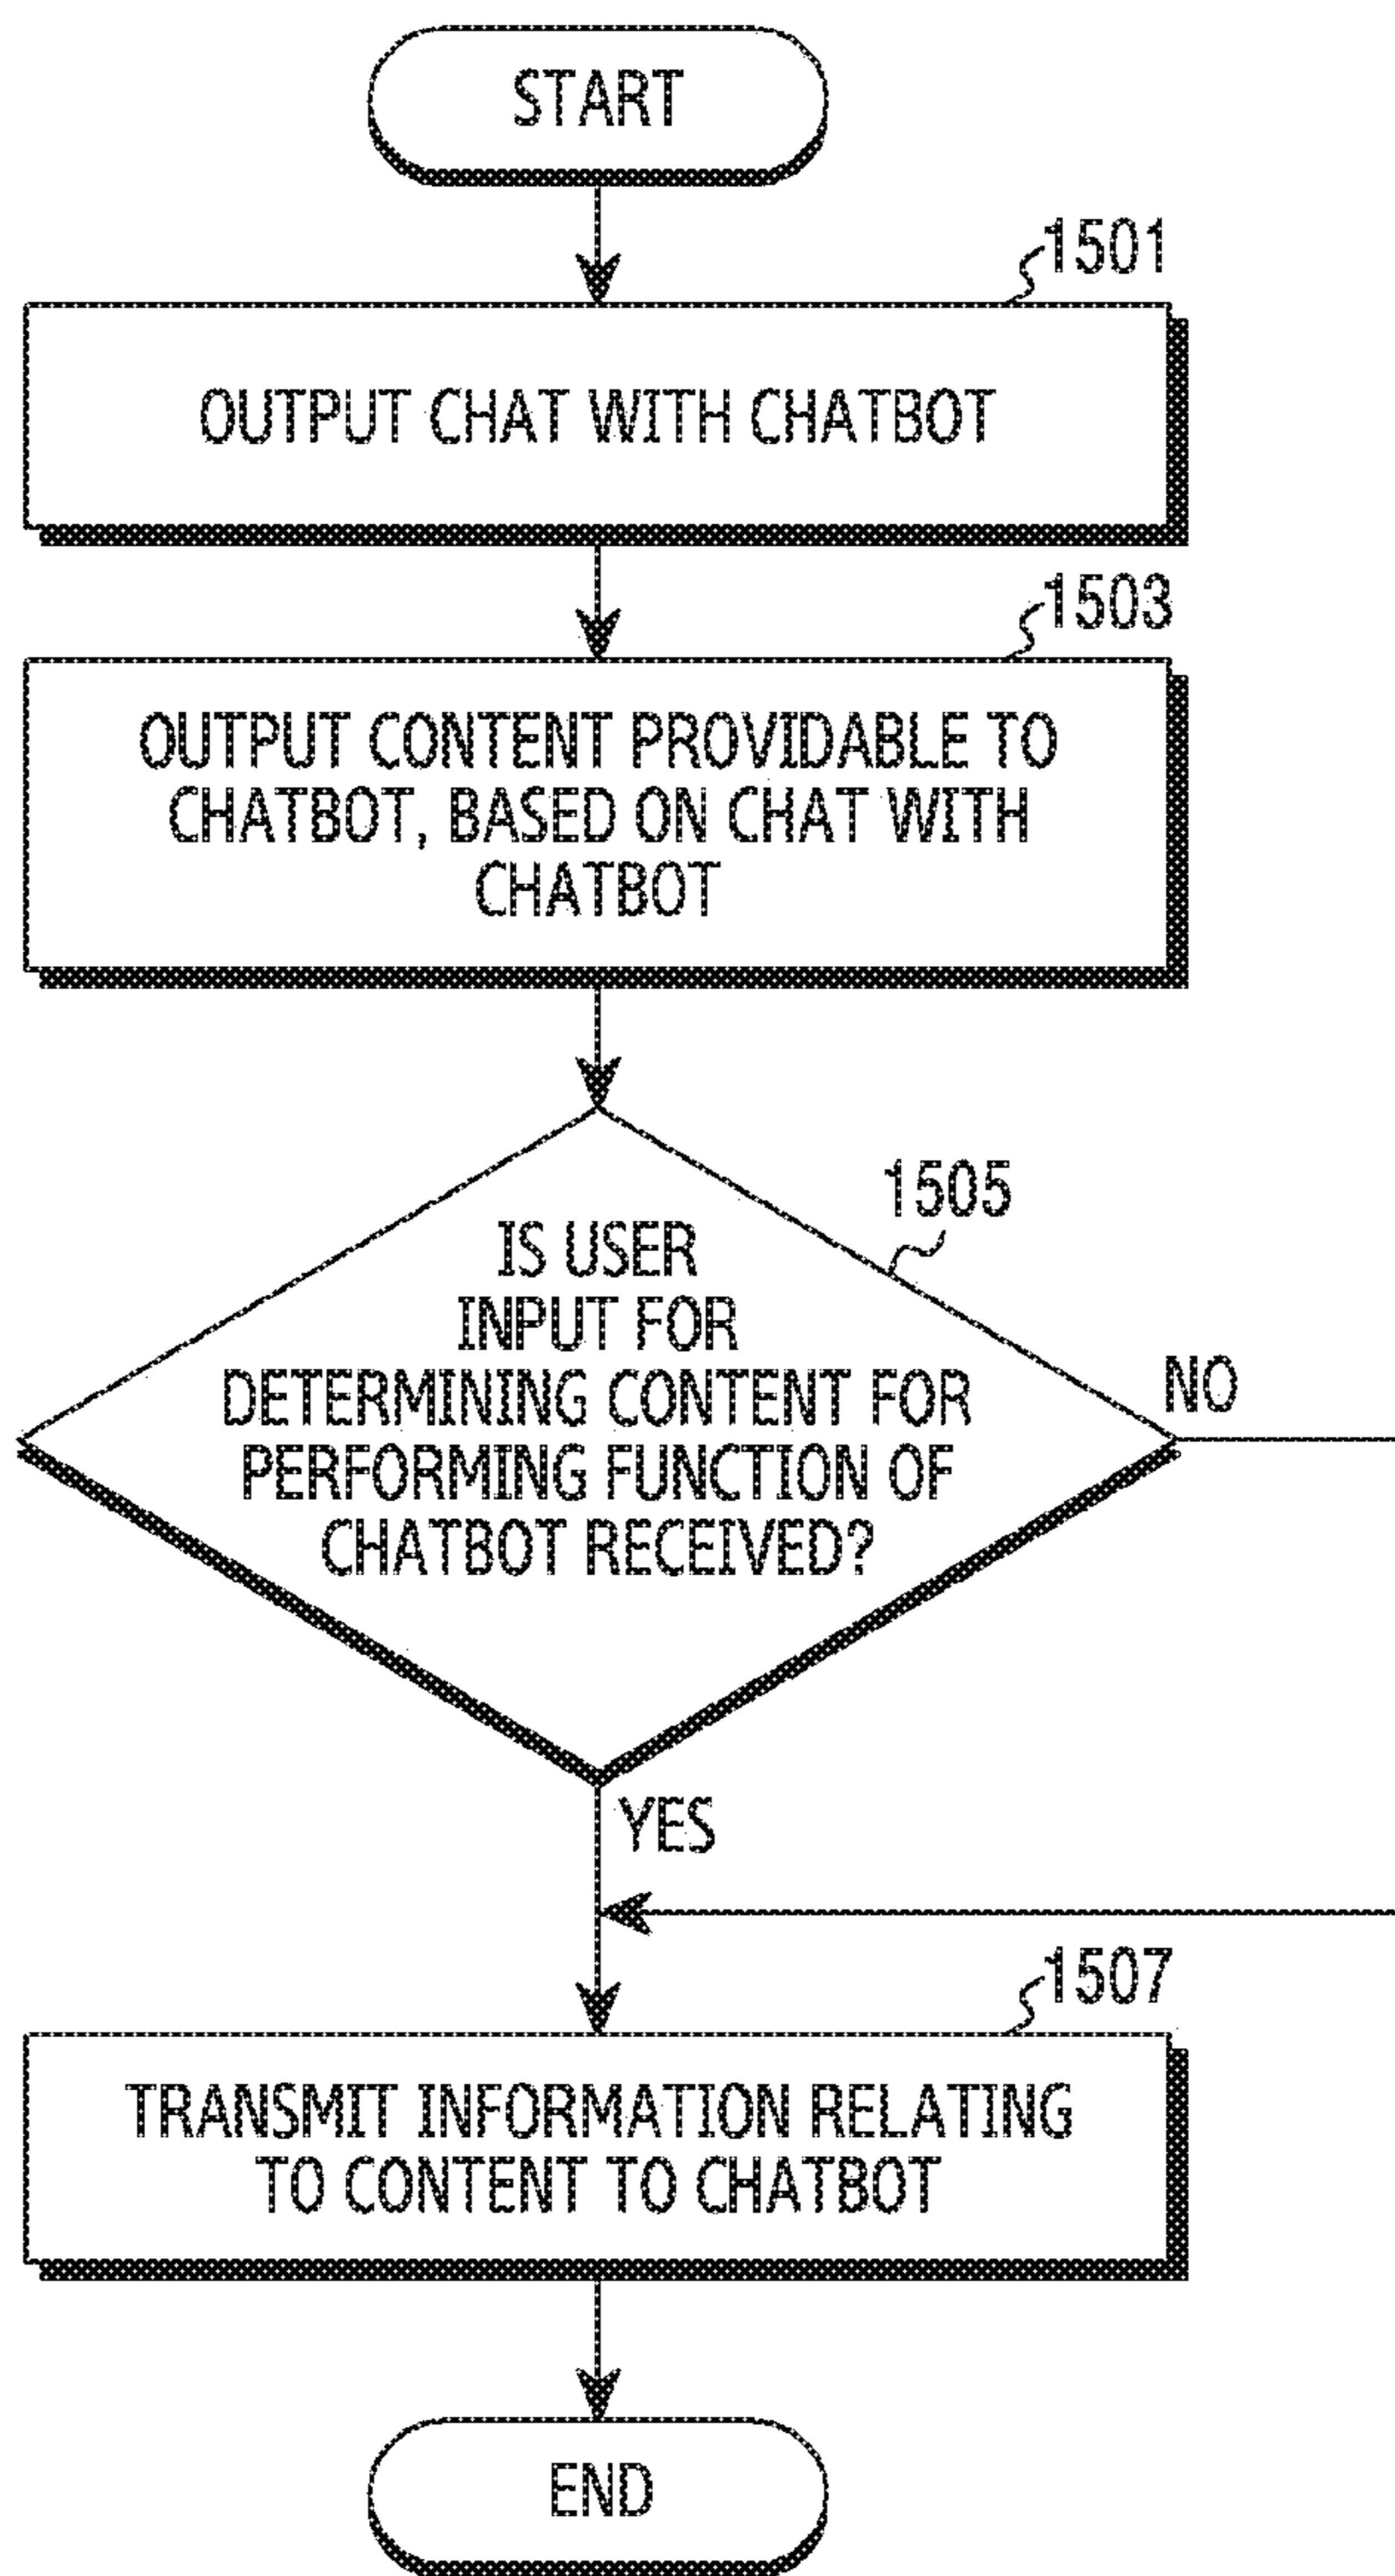 START
1501
OUTPUT CHAT WITH CHATBOT
1503
OUTPUT CONTENT PROVIDABLE TO
CHATBOT, BASED ON CHAT WITH
CHATBOT
1505
IS USER
INPUT FOR
DETERMINING CONTENT FOR
PERFORMING FUNCTION OF
CHATBOT RECEIVED?
NO
YES
1507
TRANSMIT INFORMATION RELATING
TO CONTENT TO CHATBOT
END